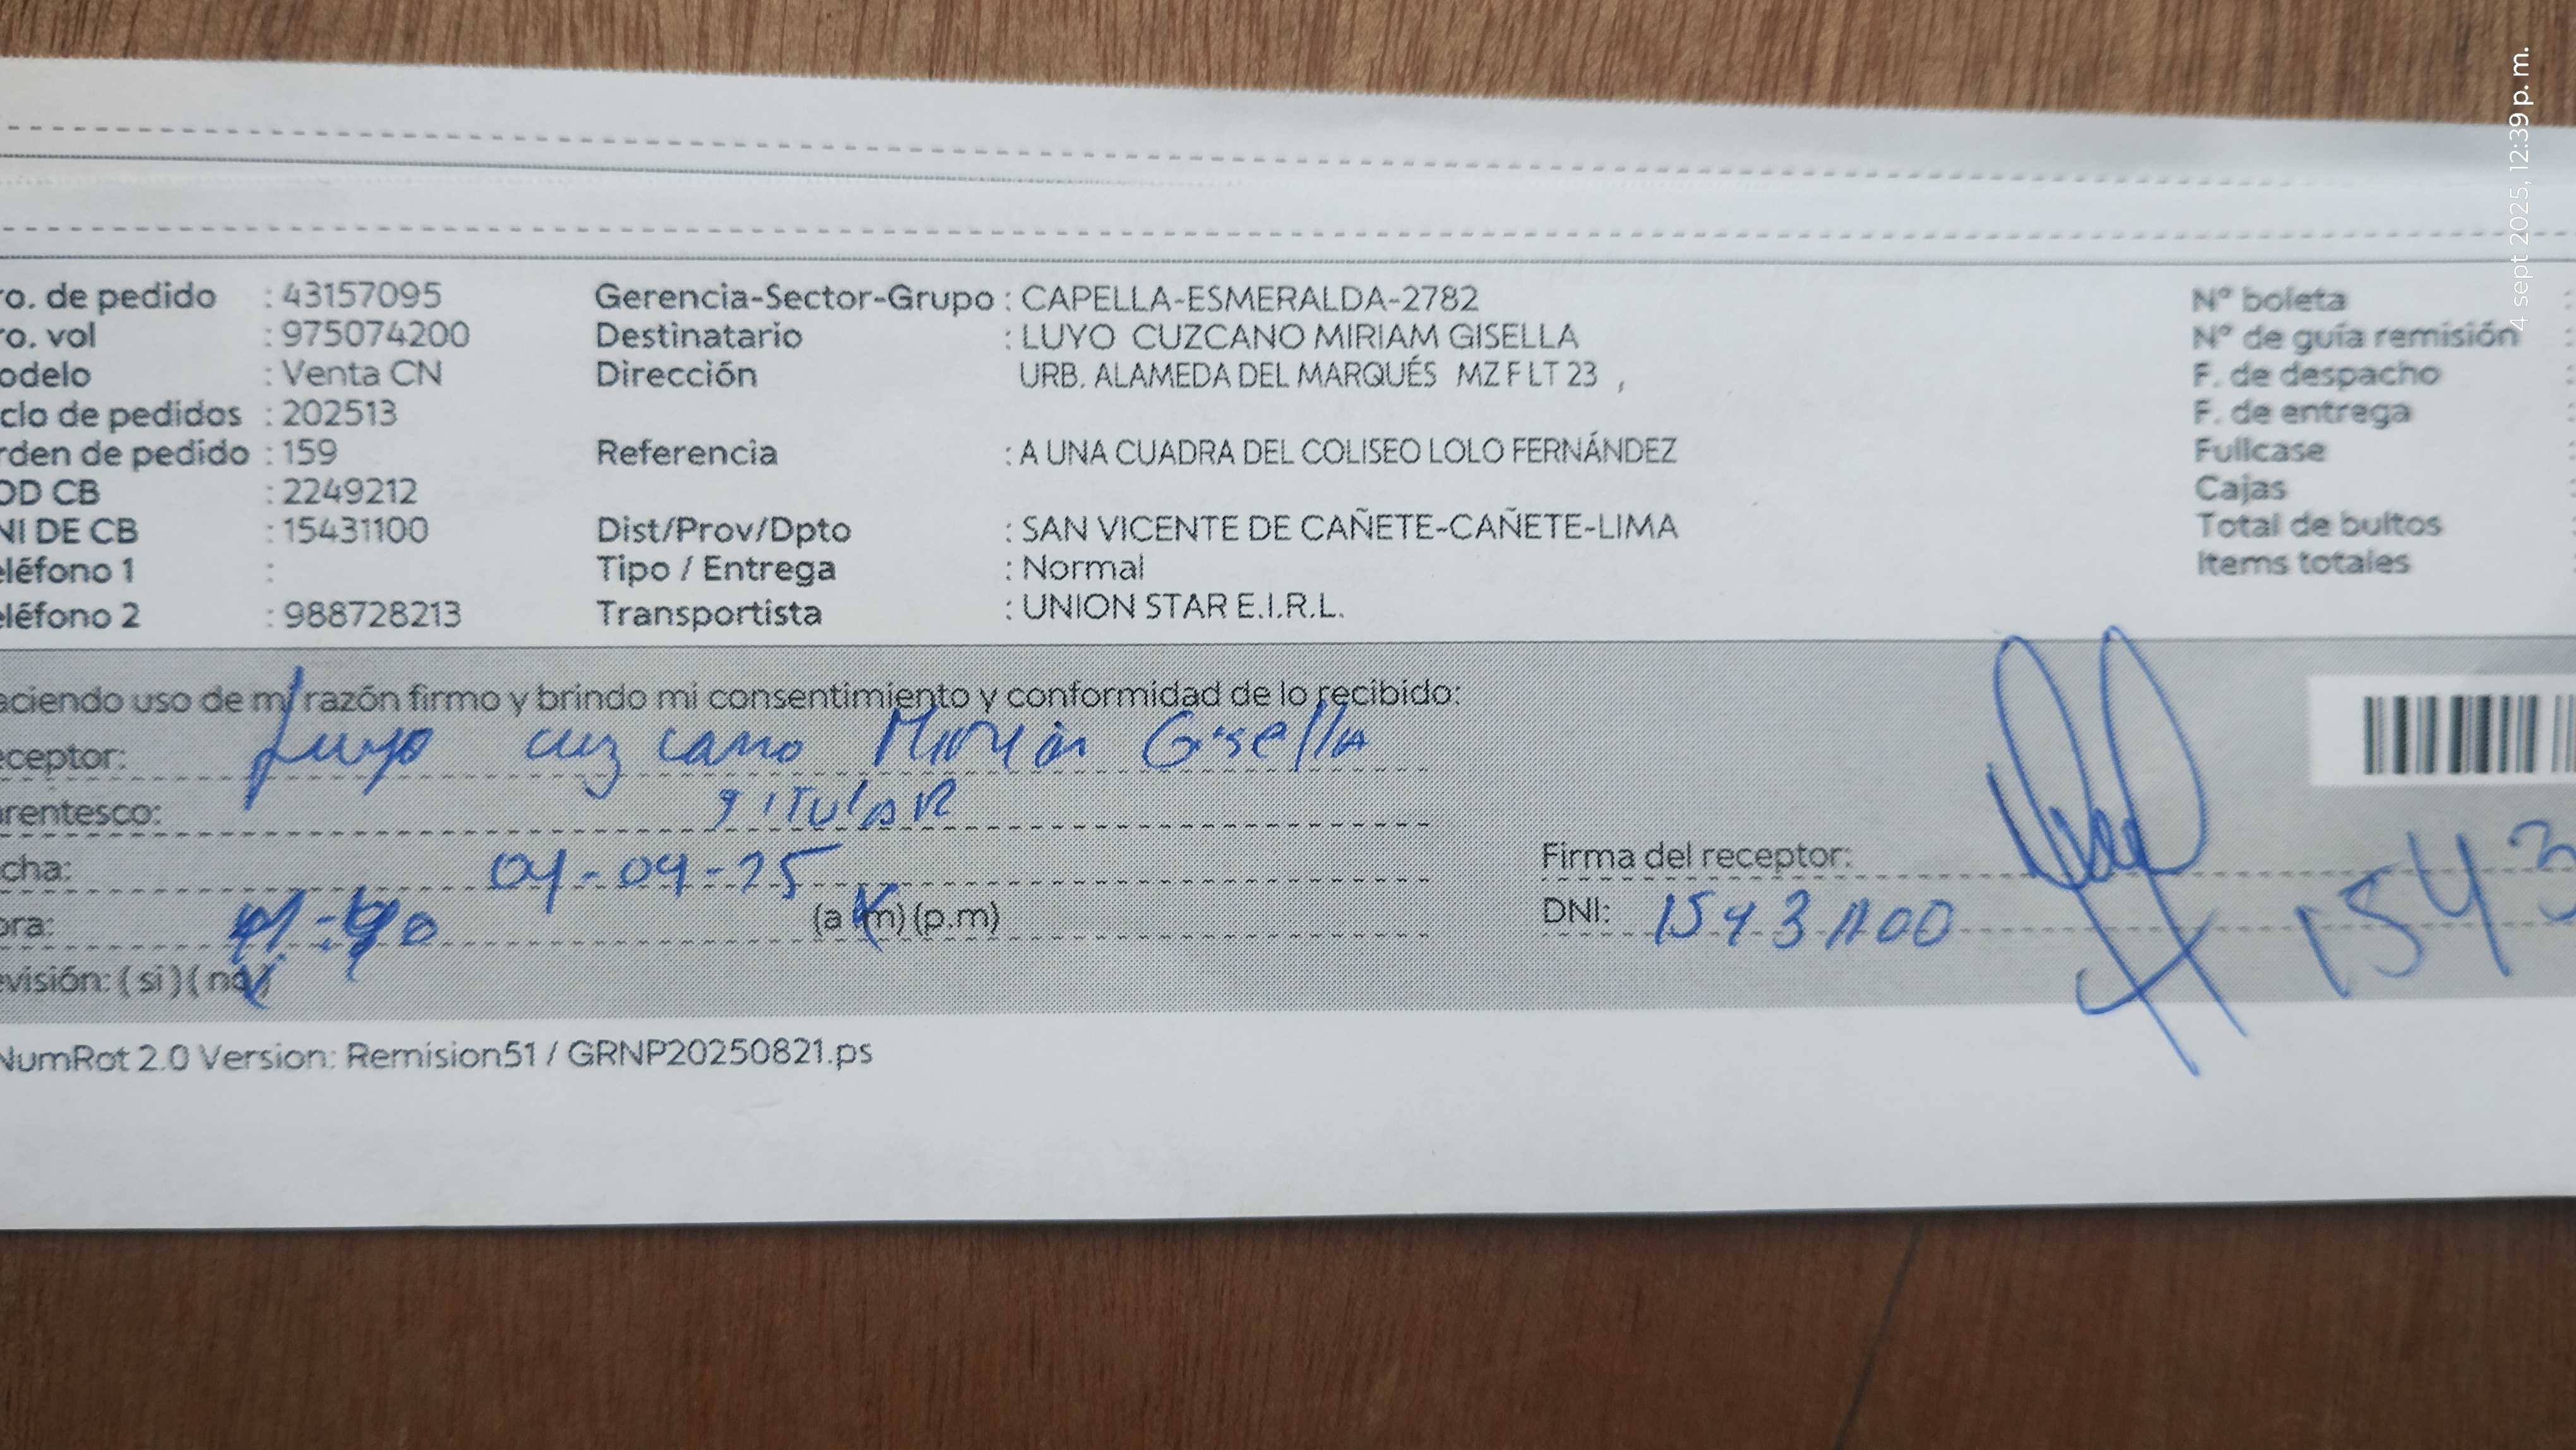 4 sept 2025, 12:39 p. m.
ro. de pedido : 43157095 Gerencia-Sector-Grupo : CAPELLA-ESMERALDA-2782 N° boleta
ro. vol : 975074200 Destinatario : LUYO CUZCANO MIRIAM GISELLA N° de guía remisión :
odelo : Venta CN Dirección URB. ALAMEDA DEL MARQUÉS MZ F LT 23 , F. de despacho :
clo de pedidos : 202513 F. de entrega :
rden de pedido : 159 Referencia : A UNA CUADRA DEL COLISEO LOLO FERNÁNDEZ Fullcase :
OD CB : 2249212 Cajas :
NI DE CB : 15431100 Dist/Prov/Dpto : SAN VICENTE DE CAÑETE-CAÑETE-LIMA Total de bultos :
eléfono 1 : Tipo / Entrega : Normal Items totales :
eléfono 2 : 988728213 Transportista : UNION STAR E.I.R.L.
aciendo uso de mi razón firmo y brindo mi consentimiento y conformidad de lo recibido:
eceptor: Luyo cuzcano Miriam Gisella
arentesco: TITULAR
cha: 04-09-25 Firma del receptor:
ora: (a m) (p.m) DNI: 15431100 1543
evisión: ( si ) ( no )
NumRot 2.0 Version: Remision51 / GRNP20250821.ps